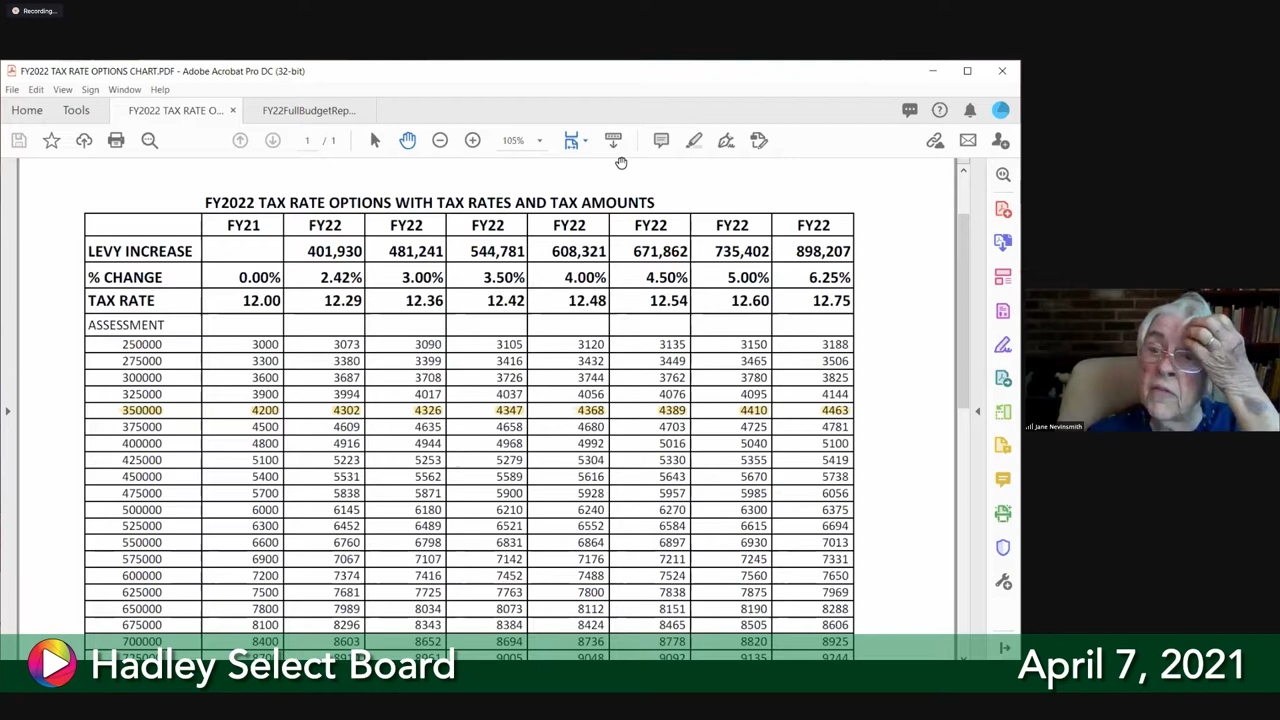 Recording...
FY2022 TAX RATE OPTIONS CHART.PDF - Adobe Acrobat Pro DC (32-bit)
File Edit View Sign Window Help
Home Tools FY2022 TAX RATE O... × FY22FullBudgetRep...
1 / 1 105%
FY2022 TAX RATE OPTIONS WITH TAX RATES AND TAX AMOUNTS
FY21 FY22 FY22 FY22 FY22 FY22 FY22 FY22
LEVY INCREASE 401,930 481,241 544,781 608,321 671,862 735,402 898,207
% CHANGE 0.00% 2.42% 3.00% 3.50% 4.00% 4.50% 5.00% 6.25%
TAX RATE 12.00 12.29 12.36 12.42 12.48 12.54 12.60 12.75
ASSESSMENT
250000 3000 3073 3090 3105 3120 3135 3150 3188
275000 3300 3380 3399 3416 3432 3449 3465 3506
300000 3600 3687 3708 3726 3744 3762 3780 3825
325000 3900 3994 4017 4037 4056 4076 4095 4144
350000 4200 4302 4326 4347 4368 4389 4410 4463
375000 4500 4609 4635 4658 4680 4703 4725 4781
400000 4800 4916 4944 4968 4992 5016 5040 5100
425000 5100 5223 5253 5279 5304 5330 5355 5419
450000 5400 5531 5562 5589 5616 5643 5670 5738
475000 5700 5838 5871 5900 5928 5957 5985 6056
500000 6000 6145 6180 6210 6240 6270 6300 6375
525000 6300 6452 6489 6521 6552 6584 6615 6694
550000 6600 6760 6798 6831 6864 6897 6930 7013
575000 6900 7067 7107 7142 7176 7211 7245 7331
600000 7200 7374 7416 7452 7488 7524 7560 7650
625000 7500 7681 7725 7763 7800 7838 7875 7969
650000 7800 7989 8034 8073 8112 8151 8190 8288
675000 8100 8296 8343 8384 8424 8465 8505 8606
700000 8400 8603 8652 8694 8736 8778 8820 8925
9005 9048 9092 9135 9244
Jane Nevinsmith
Hadley Select Board
April 7, 2021